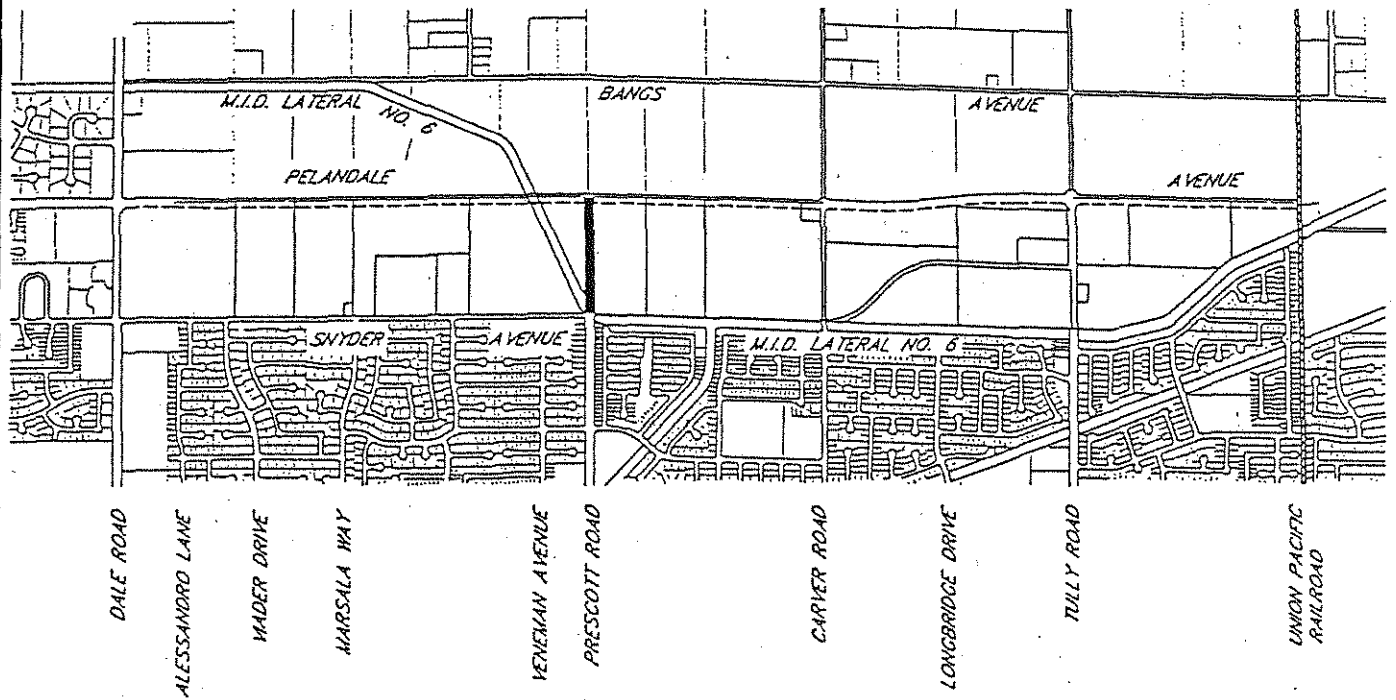 BANGS
AVENUE
M.I.D. LATERAL
NO. 6
PELANDALE
AVENUE
SNYDER
AVENUE
M.I.D. LATERAL NO. 6
DALE ROAD
ALESSANDRO LANE
WADER DRIVE
MARSALA WAY
VENEMAN AVENUE
PRESCOTT ROAD
CARVER ROAD
LONGBRIDGE DRIVE
TULLY ROAD
UNION PACIFIC
RAILROAD